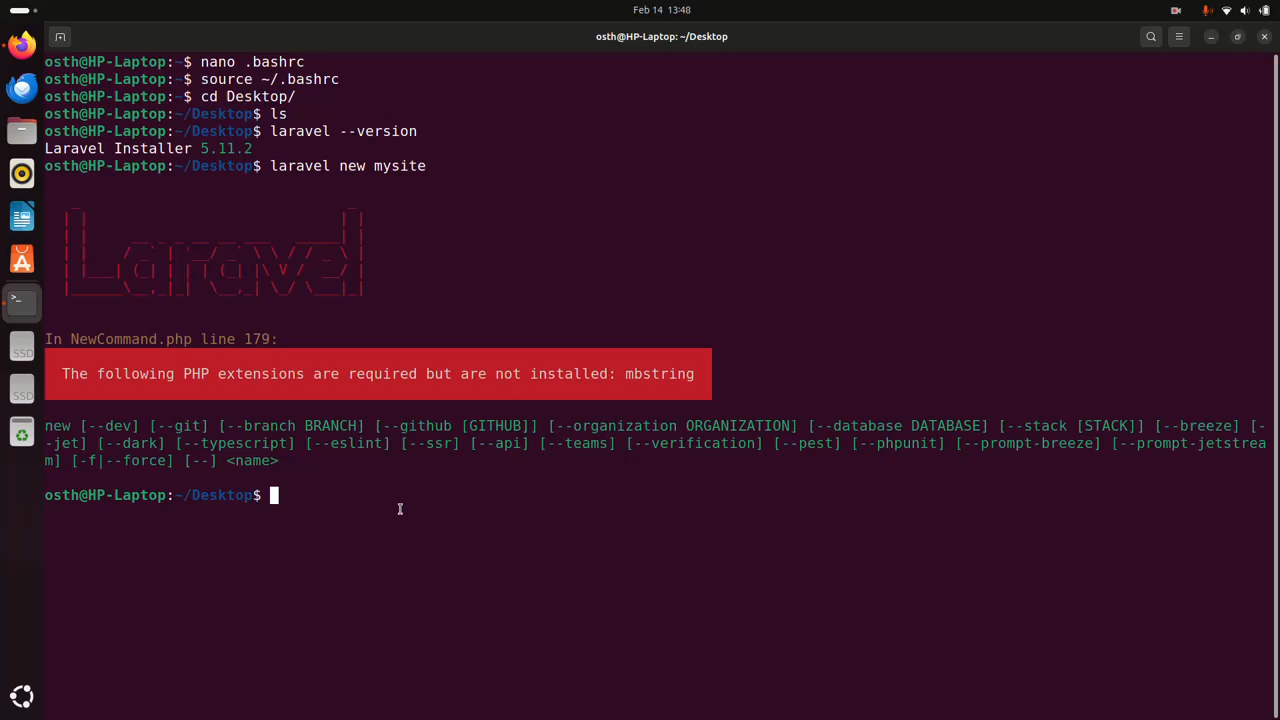 Feb 14 13:48
osth@HP-Laptop: ~/Desktop
osth@HP-Laptop:~$ nano .bashrc
osth@HP-Laptop:~$ source ~/.bashrc
osth@HP-Laptop:~$ cd Desktop/
osth@HP-Laptop:~/Desktop$ ls
osth@HP-Laptop:~/Desktop$ laravel --version
Laravel Installer 5.11.2
osth@HP-Laptop:~/Desktop$ laravel new mysite
Laravel
In NewCommand.php line 179:
The following PHP extensions are required but are not installed: mbstring
new [--dev] [--git] [--branch BRANCH] [--github [GITHUB]] [--organization ORGANIZATION] [--database DATABASE] [--stack [STACK]] [--breeze] [-
-jet] [--dark] [--typescript] [--eslint] [--ssr] [--api] [--teams] [--verification] [--pest] [--phpunit] [--prompt-breeze] [--prompt-jetstrea
m] [-f|--force] [--] <name>
osth@HP-Laptop:~/Desktop$
SSD
SSD